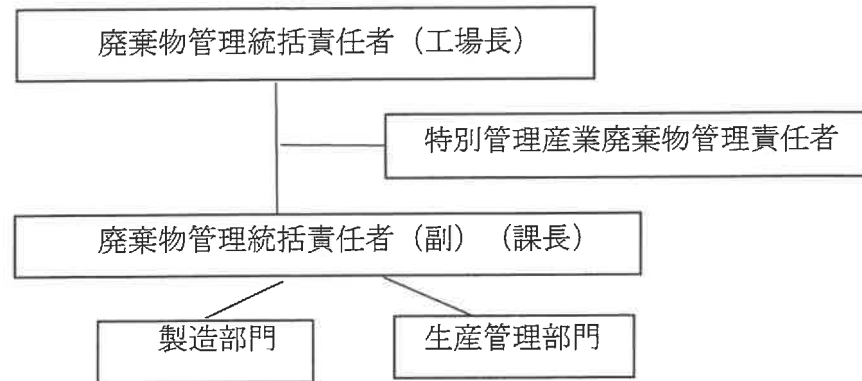 廃棄物管理統括責任者（工場長）
特別管理産業廃棄物管理責任者
廃棄物管理統括責任者（副）（課長）
製造部門
生産管理部門